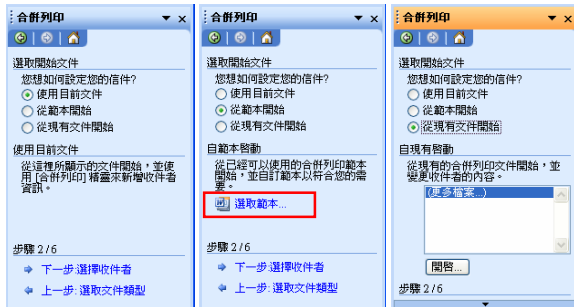 合併列印
選取開始文件
您想如何設定您的信件?
使用目前文件
從範本開始
從現有文件開始
使用目前文件
從這裡所顯示的文件開始，並使
用 [合併列印] 精靈來新增收件者
資訊。
步驟 2/6
下一步:選擇收件者
上一步: 選取文件類型
合併列印
選取開始文件
您想如何設定您的信件?
使用目前文件
從範本開始
從現有文件開始
自範本啟動
從已經可以使用的合併列印範本
開始，並自訂範本以符合您的需
要。
選取範本...
步驟 2/6
下一步:選擇收件者
上一步: 選取文件類型
合併列印
選取開始文件
您想如何設定您的信件?
使用目前文件
從範本開始
從現有文件開始
自現有啟動
從現有的合併列印文件開始，並
變更收件者的內容。
(更多檔案...)
開啓...
步驟 2/6